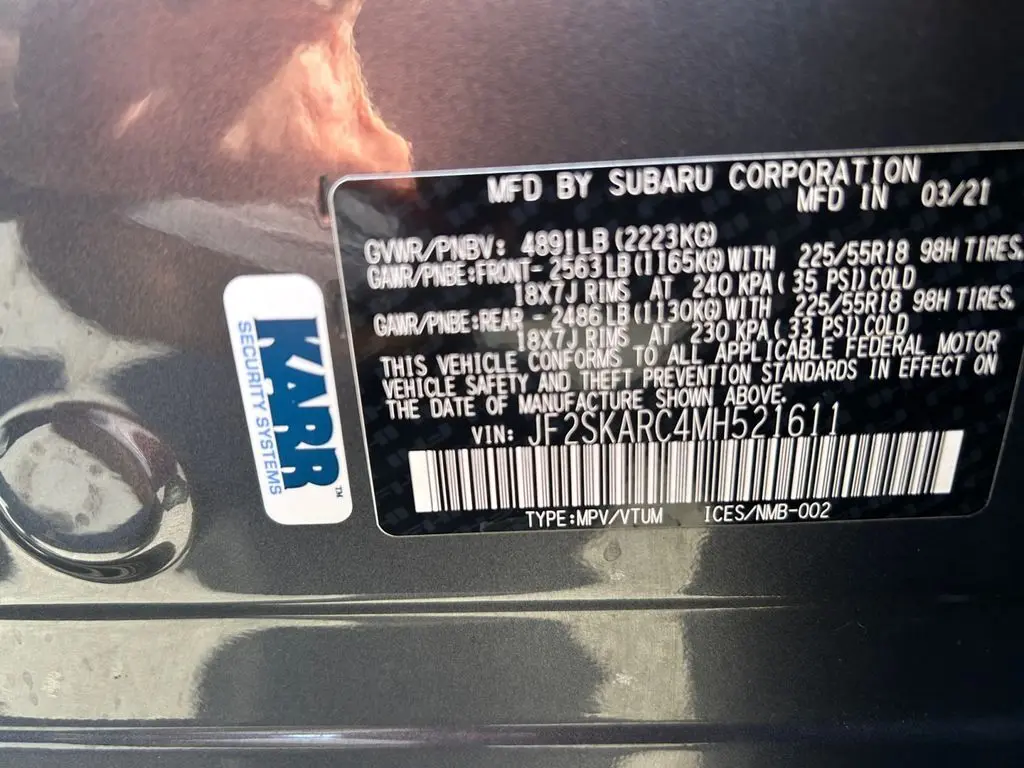 MFD BY SUBARU CORPORATION
MFD IN 03/21
GVWR/PNBV: 4891LB(2223KG)
GAWR/PNBE:FRONT- 2563LB(1165KG)WITH 225/55R18 98H TIRES,
18X7J RIMS AT 240 KPA( 35 PSI)COLD
GAWR/PNBE:REAR - 2486LB(1130KG)WITH 225/55R18 98H TIRES,
18X7J RIMS AT 230 KPA( 33 PSI)COLD
THIS VEHICLE CONFORMS TO ALL APPLICABLE FEDERAL MOTOR
VEHICLE SAFETY AND THEFT PREVENTION STANDARDS IN EFFECT ON
THE DATE OF MANUFACTURE SHOWN ABOVE.
VIN: JF2SKARC4MH521611
TYPE:MPV/VTUM ICES/NMB-002
KARR™
SECURITY SYSTEMS